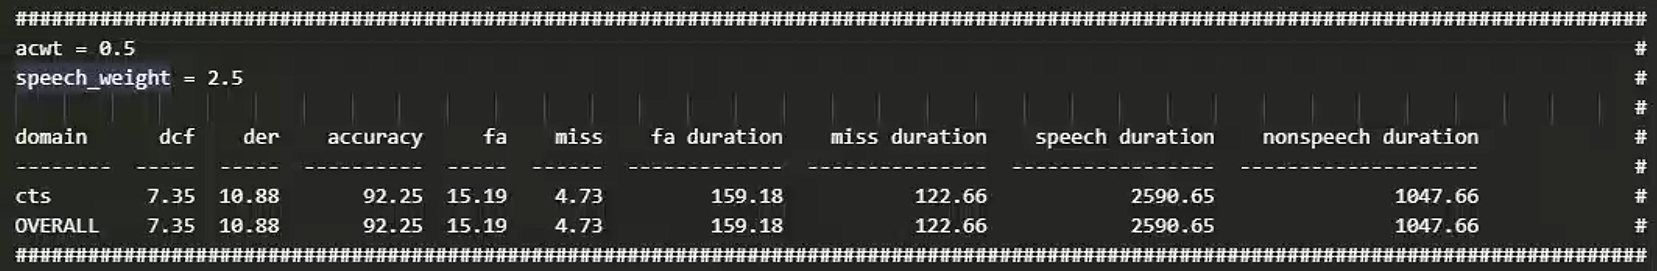 ########################################################################################################################################
acwt = 0.5 #
speech_weight = 2.5 #
#
domain dcf der accuracy fa miss fa duration miss duration speech duration nonspeech duration #
-------- ----- ----- ---------- ----- ------ ------------- --------------- ----------------- -------------------- #
cts 7.35 10.88 92.25 15.19 4.73 159.18 122.66 2590.65 1047.66 #
OVERALL 7.35 10.88 92.25 15.19 4.73 159.18 122.66 2590.65 1047.66 #
########################################################################################################################################